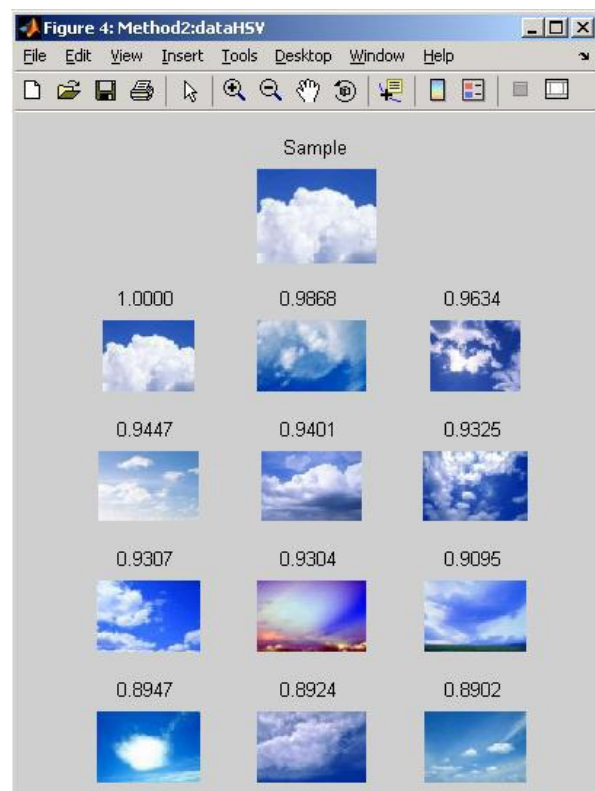 Figure 4: Method2:dataHSV
File Edit View Insert Tools Desktop Window Help
Sample
1.0000 0.9868 0.9634
0.9447 0.9401 0.9325
0.9307 0.9304 0.9095
0.8947 0.8924 0.8902